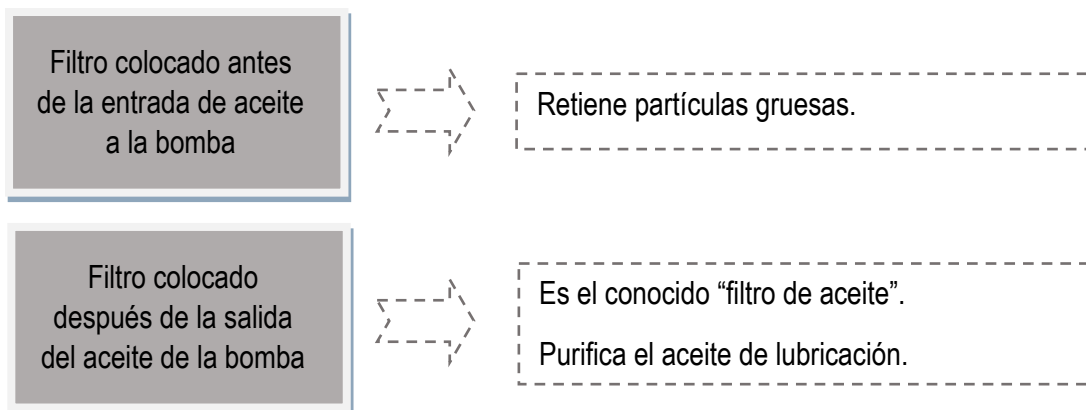 Filtro colocado antes
de la entrada de aceite
a la bomba
Retiene partículas gruesas.
Filtro colocado
después de la salida
del aceite de la bomba
Es el conocido “filtro de aceite”.
Purifica el aceite de lubricación.